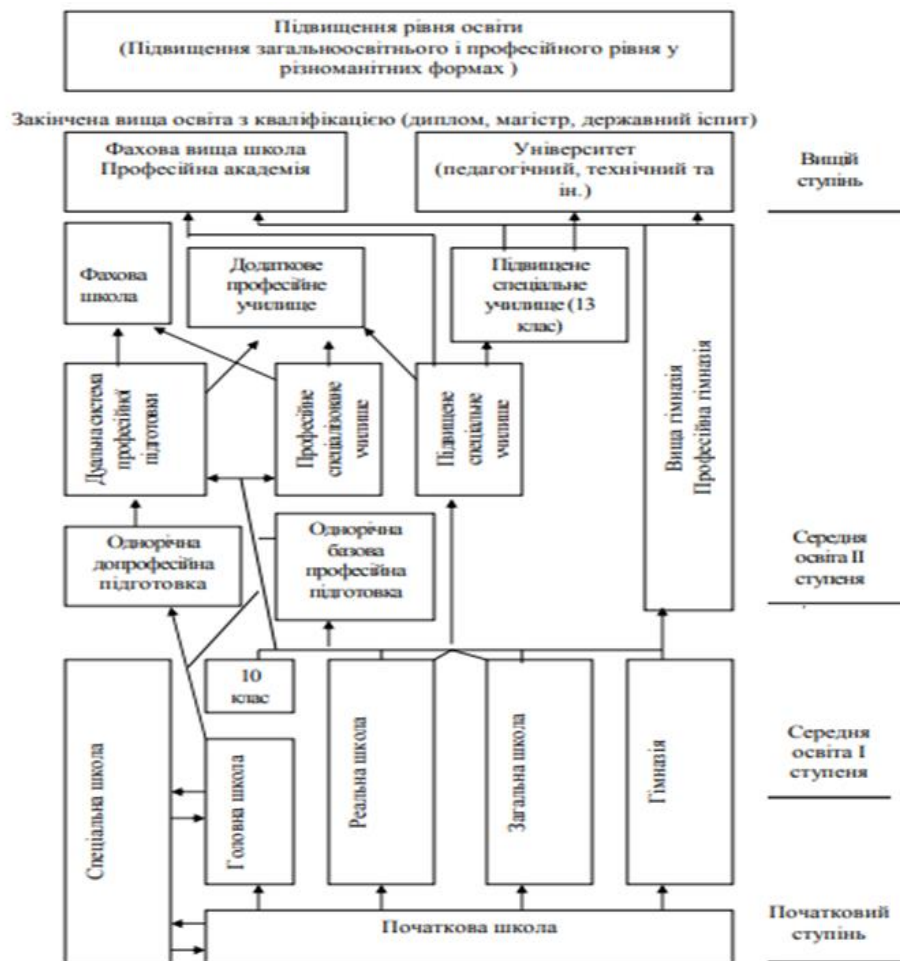 Підвищення рівня освіти
(Підвищення загальноосвітнього і професійного рівня у
різноманітних формах )
Закінчена вища освіта з кваліфікацією (диплом, магістр, державний іспит)
Фахова вища школа
Професійна академія
Університет
(педагогічний, технічний та
ін.)
Вищій
ступінь
Фахова
школа
Додаткове
професійне
училище
Підвищене
спеціальне
училище (13
клас)
Вища гімназія
Професійна гімназія
Дуальна система
професійної
підготовки
Професійне
спеціалізоване
училище
Підвищене
спеціальне
училище
Однорічна
допрофесійна
підготовка
Однорічна
базова
професійна
підготовка
Середня
освіта II
ступеня
Спеціальна школа
10
клас
Головна школа
Реальна школа
Загальна школа
Гімназія
Середня
освіта I
ступеня
Початкова школа
Початковий
ступінь